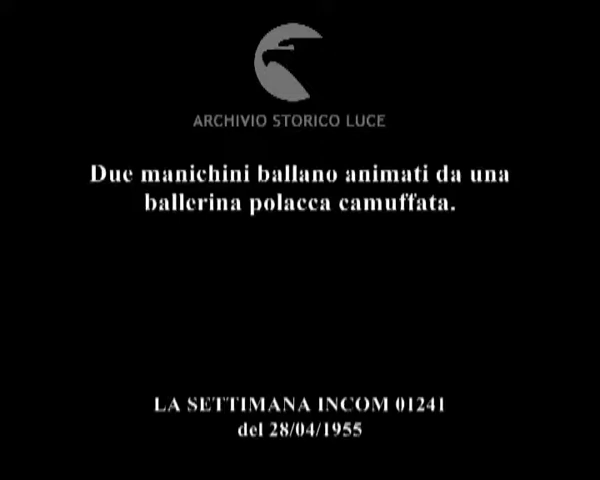 ARCHIVIO STORICO LUCE
Due manichini ballano animati da una
ballerina polacca camuffata.
LA SETTIMANA INCOM 01241
del 28/04/1955